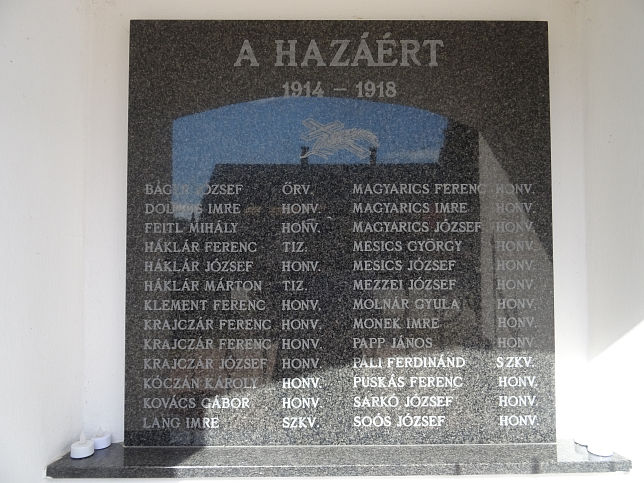 A HAZÁÉRT
1914 – 1918
BÁGER JÓZSEF ŐRV.
IMRE HONV.
FEITL MIHÁLY HONV.
HÁKLÁR FERENC TIZ.
HÁKLÁR JÓZSEF HONV.
HÁKLÁR MÁRTON TIZ.
KLEMENT FERENC HONV.
KRAJCZÁR FERENC HONV.
KRAJCZÁR FERENC HONV.
KRAJCZÁR JÓZSEF HONV.
KÓCZÁN KÁROLY HONV.
KOVÁCS GÁBOR HONV.
LÁNG IMRE SZKV.
MAGYARICS FERENC HONV.
MAGYARICS IMRE HONV.
MAGYARICS JÓZSEF HONV.
MESICS GYÖRGY HONV.
MESICS JÓZSEF HONV.
MEZZEI JÓZSEF HONV.
MOLNÁR GYULA HONV.
MONEK IMRE HONV.
PAPP JÁNOS HONV.
PÁLI FERDINÁND SZKV.
PUSKÁS FERENC HONV.
SÁRKÖ JÓZSEF HONV.
SOÓS JÓZSEF HONV.